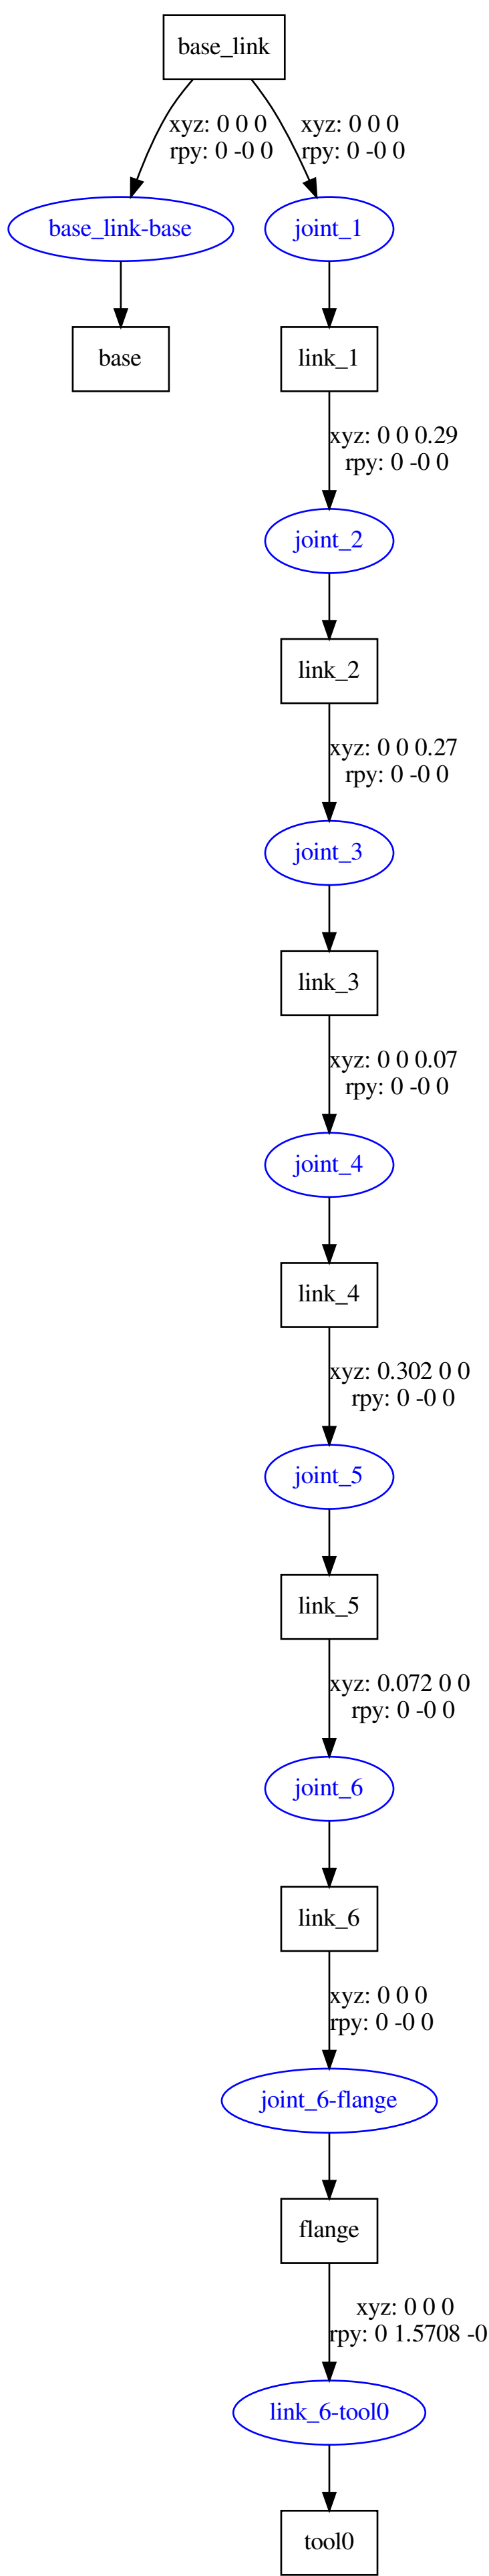 base_link
xyz: 0 0 0
rpy: 0 -0 0
xyz: 0 0 0
rpy: 0 -0 0
base_link-base
joint_1
base
link_1
xyz: 0 0 0.29
rpy: 0 -0 0
joint_2
link_2
xyz: 0 0 0.27
rpy: 0 -0 0
joint_3
link_3
xyz: 0 0 0.07
rpy: 0 -0 0
joint_4
link_4
xyz: 0.302 0 0
rpy: 0 -0 0
joint_5
link_5
xyz: 0.072 0 0
rpy: 0 -0 0
joint_6
link_6
xyz: 0 0 0
rpy: 0 -0 0
joint_6-flange
flange
xyz: 0 0 0
rpy: 0 1.5708 -0
link_6-tool0
tool0